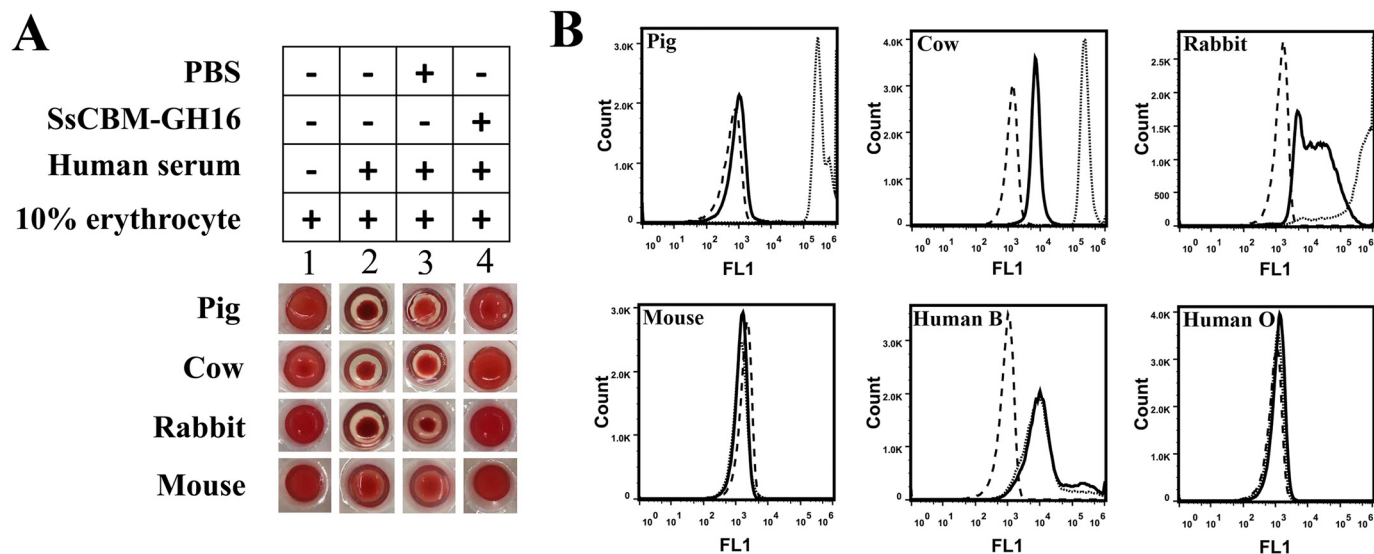 A
PBS - - + -
SsCBM-GH16 - - - +
Human serum - + + +
10% erythrocyte + + + +
1 2 3 4
Pig
Cow
Rabbit
Mouse
B
Pig
3.0K
2.0K
1.0K
0
Count
10^0 10^1 10^2 10^3 10^4 10^5 10^6
FL1
Cow
4.0K
3.0K
2.0K
1.0K
0.0
Count
10^0 10^1 10^2 10^3 10^4 10^5 10^6
FL1
Rabbit
2.5K
2.0K
1.5K
1.0K
500
0
Count
10^0 10^1 10^2 10^3 10^4 10^5 10^6
FL1
Mouse
3.0K
2.0K
1.0K
0
Count
10^0 10^1 10^2 10^3 10^4 10^5 10^6
FL1
Human B
3.0K
2.0K
1.0K
0
Count
10^0 10^1 10^2 10^3 10^4 10^5 10^6
FL1
Human O
4.0K
3.0K
2.0K
1.0K
0.0
Count
10^0 10^1 10^2 10^3 10^4 10^5 10^6
FL1